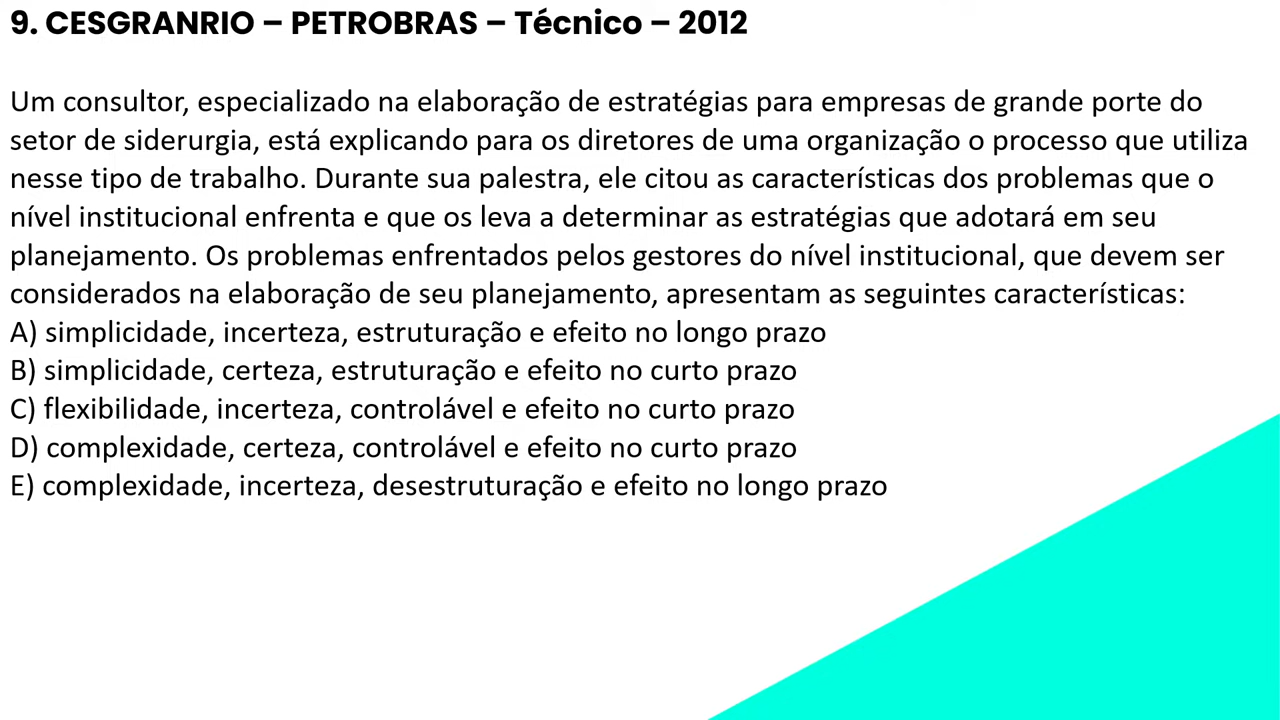 9. CESGRANRIO – PETROBRAS – Técnico – 2012
Um consultor, especializado na elaboração de estratégias para empresas de grande porte do
setor de siderurgia, está explicando para os diretores de uma organização o processo que utiliza
nesse tipo de trabalho. Durante sua palestra, ele citou as características dos problemas que o
nível institucional enfrenta e que os leva a determinar as estratégias que adotará em seu
planejamento. Os problemas enfrentados pelos gestores do nível institucional, que devem ser
considerados na elaboração de seu planejamento, apresentam as seguintes características:
A) simplicidade, incerteza, estruturação e efeito no longo prazo
B) simplicidade, certeza, estruturação e efeito no curto prazo
C) flexibilidade, incerteza, controlável e efeito no curto prazo
D) complexidade, certeza, controlável e efeito no curto prazo
E) complexidade, incerteza, desestruturação e efeito no longo prazo